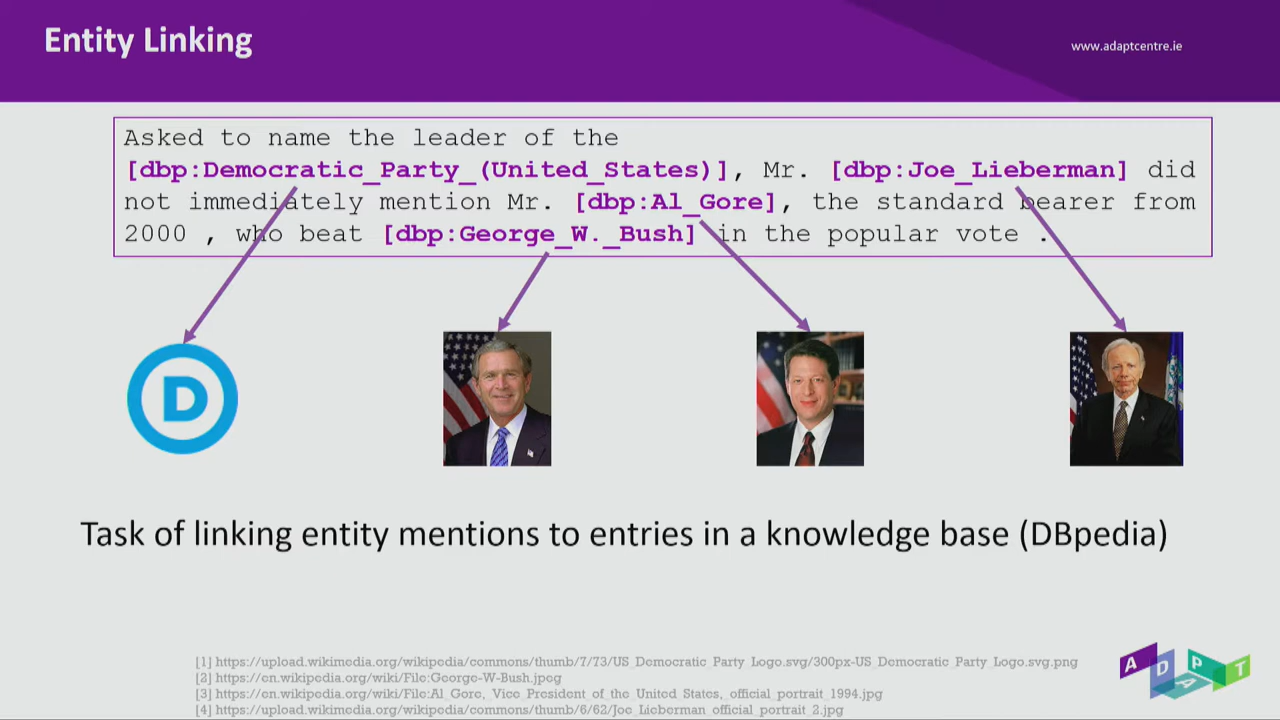 Entity Linking
www.adaptcentre.ie
Asked to name the leader of the
[dbp:Democratic_Party_(United_States)], Mr. [dbp:Joe_Lieberman] did
not immediately mention Mr. [dbp:Al_Gore], the standard bearer from
2000 , who beat [dbp:George_W._Bush] in the popular vote .
D
Task of linking entity mentions to entries in a knowledge base (DBpedia)
[1] https://upload.wikimedia.org/wikipedia/commons/thumb/7/73/US_Democratic_Party_Logo.svg/300px-US_Democratic_Party_Logo.svg.png
[2] https://en.wikipedia.org/wiki/File:George-W-Bush.jpeg
[3] https://en.wikipedia.org/wiki/File:Al_Gore,_Vice_President_of_the_United_States,_official_portrait_1994.jpg
[4] https://upload.wikimedia.org/wikipedia/commons/thumb/6/62/Joe_Lieberman_official_portrait_2.jpg
ADAPT